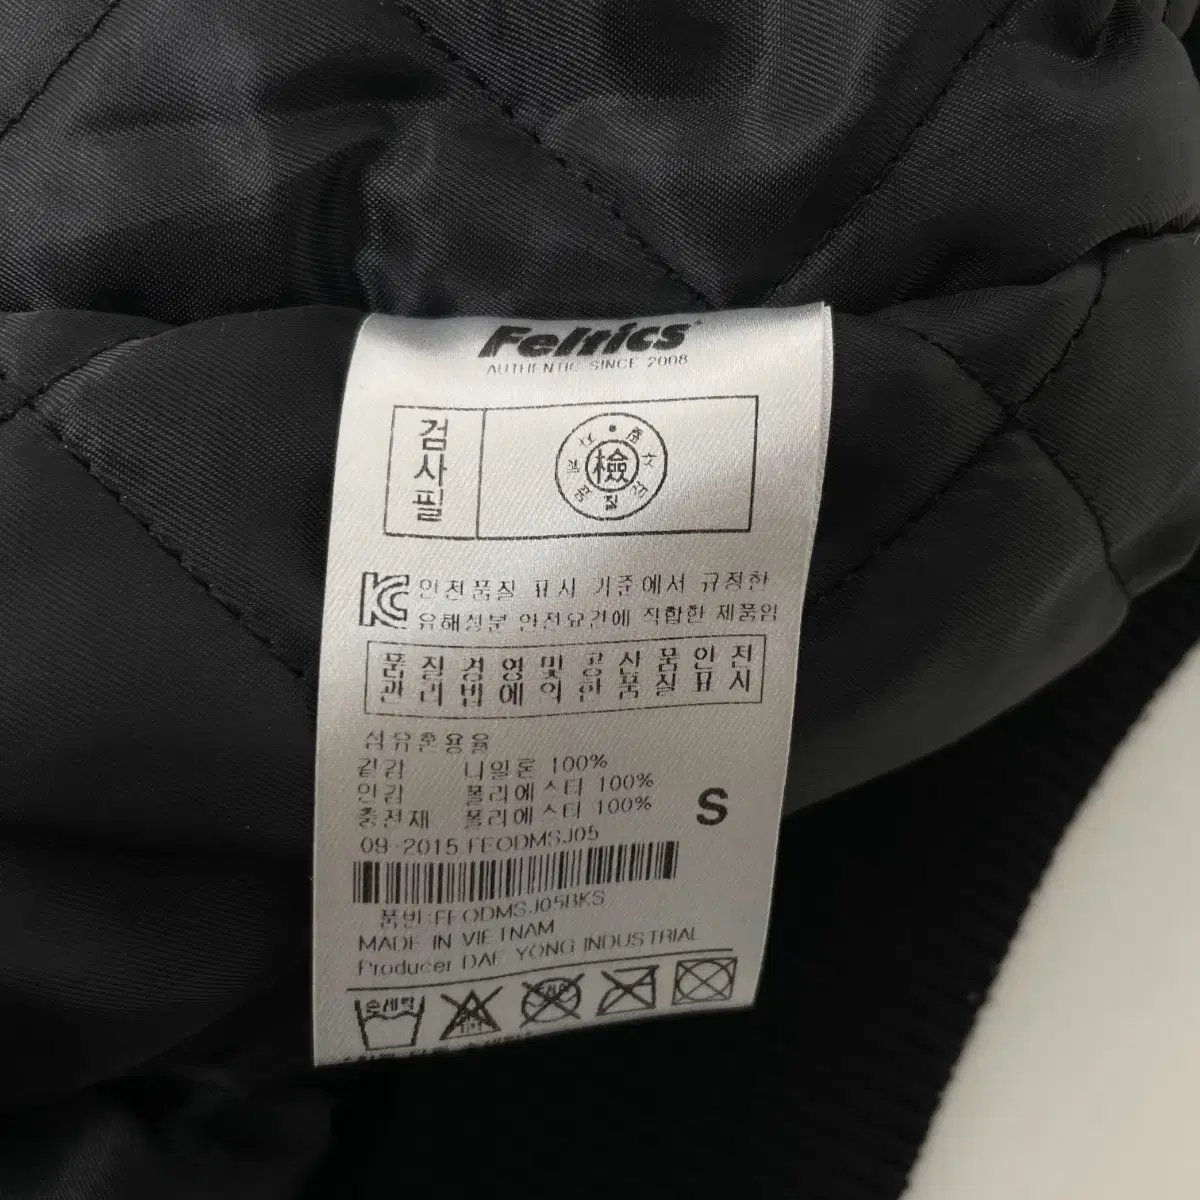 Feltics
AUTHENTIC SINCE 2008
검사필
檢
품질
안전품질 표시 기준에서 규정한
유해성분 안전요건에 적합한 제품임
품질경영및공산품안전
관리법에의한품질표시
섬유혼용율
겉감 나일론 100%
안감 폴리에스터 100%
충전재 폴리에스터 100%
S
09-2015 FEODMSJ05
품번:FEODMSJ05BKS
MADE IN VIETNAM
Producer DAE YONG INDUSTRIAL
손세탁